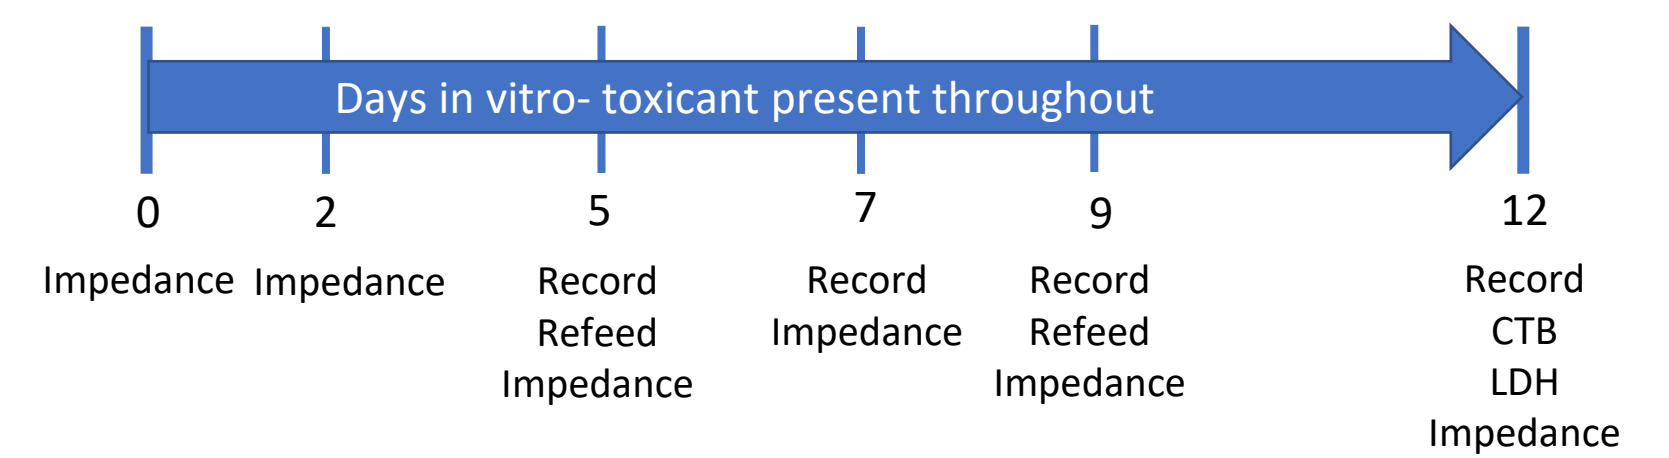 Days in vitro- toxicant present throughout
0
2
5
7
9
12
Impedance
Impedance
Record
Refeed
Impedance
Record
Impedance
Record
Refeed
Impedance
Record
CTB
LDH
Impedance